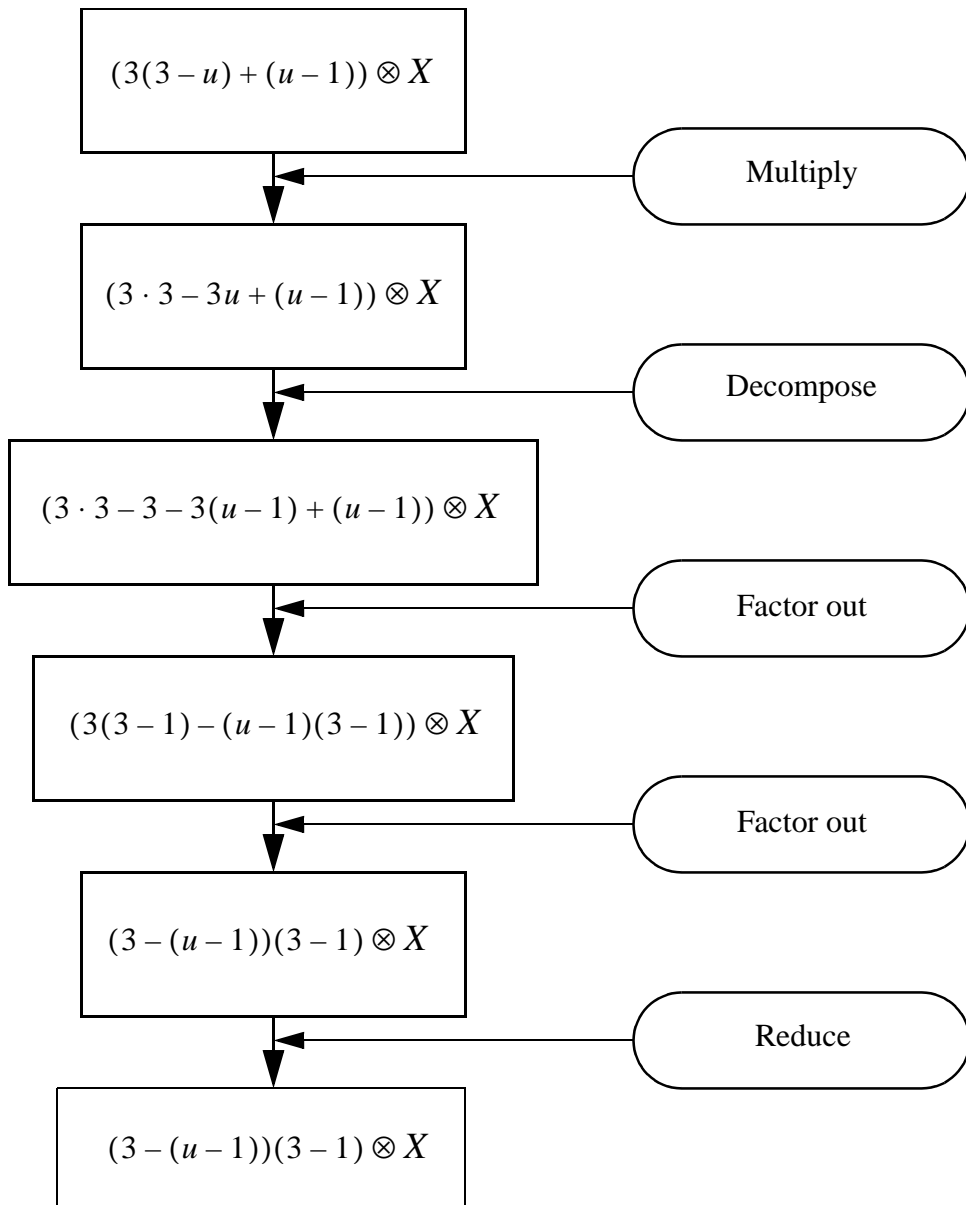 (3(3 – u) + (u – 1)) ⊗ X
Multiply
(3 · 3 – 3u + (u – 1)) ⊗ X
Decompose
(3 · 3 – 3 – 3(u – 1) + (u – 1)) ⊗ X
Factor out
(3(3 – 1) – (u – 1)(3 – 1)) ⊗ X
Factor out
(3 – (u – 1))(3 – 1) ⊗ X
Reduce
(3 – (u – 1))(3 – 1) ⊗ X